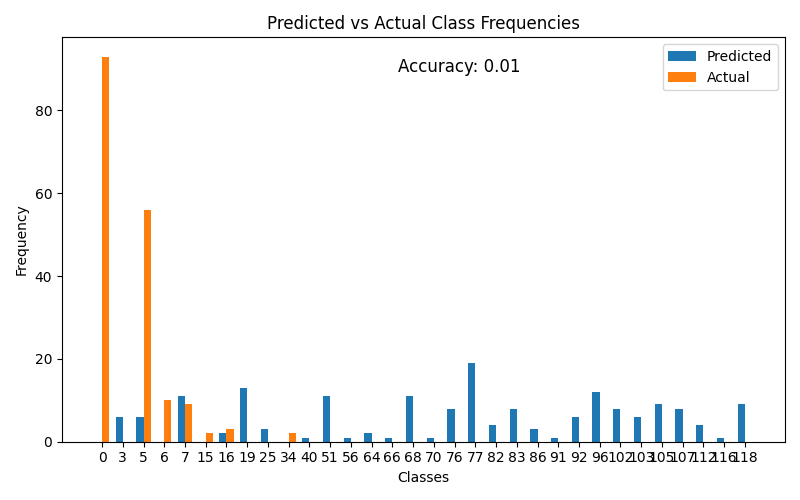 Predicted vs Actual Class Frequencies
Accuracy: 0.01
Predicted
Actual
80
60
40
20
0
Frequency
0 3 5 6 7 15 16 19 25 34 40 51 56 64 66 68 70 76 77 82 83 86 91 92 96 102 103 105 107 112 116 118
Classes